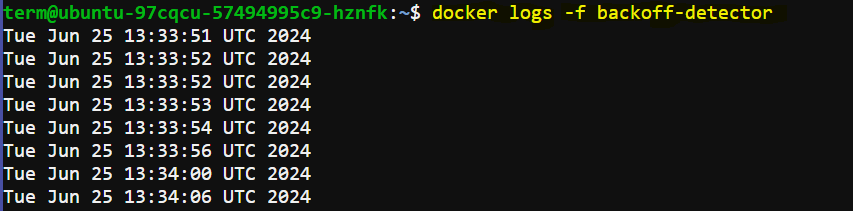 term@ubuntu-97cqcu-57494995c9-hznfk:~$ docker logs -f backoff-detector
Tue Jun 25 13:33:51 UTC 2024
Tue Jun 25 13:33:52 UTC 2024
Tue Jun 25 13:33:52 UTC 2024
Tue Jun 25 13:33:53 UTC 2024
Tue Jun 25 13:33:54 UTC 2024
Tue Jun 25 13:33:56 UTC 2024
Tue Jun 25 13:34:00 UTC 2024
Tue Jun 25 13:34:06 UTC 2024